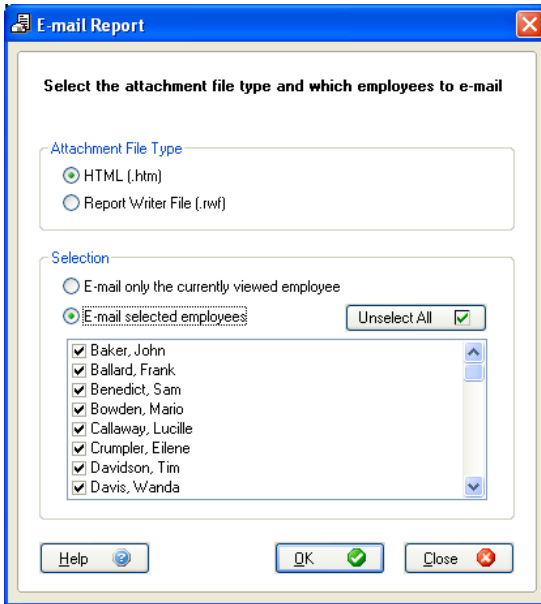 E-mail Report
Select the attachment file type and which employees to e-mail
Attachment File Type
HTML (.htm)
Report Writer File (.rwf)
Selection
E-mail only the currently viewed employee
E-mail selected employees
Unselect All
Baker, John
Ballard, Frank
Benedict, Sam
Bowden, Mario
Callaway, Lucille
Crumpler, Eilene
Davidson, Tim
Davis, Wanda
Help
OK
Close